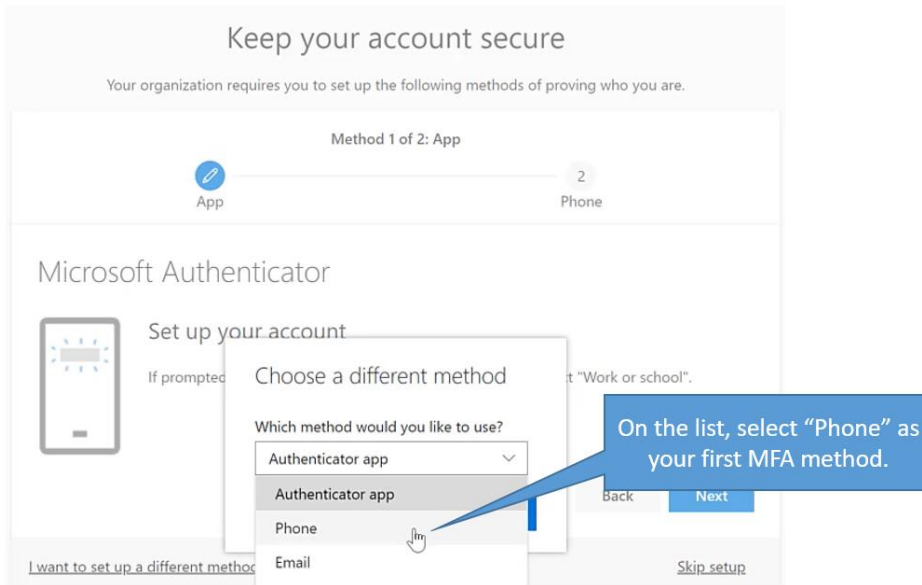 Keep your account secure
Your organization requires you to set up the following methods of proving who you are.
Method 1 of 2: App
2
App
Phone
Microsoft Authenticator
Set up your account
If prompted
t "Work or school".
Choose a different method
Which method would you like to use?
Authenticator app
Authenticator app
Phone
Email
On the list, select “Phone” as
your first MFA method.
Back
Next
I want to set up a different method
Skip setup